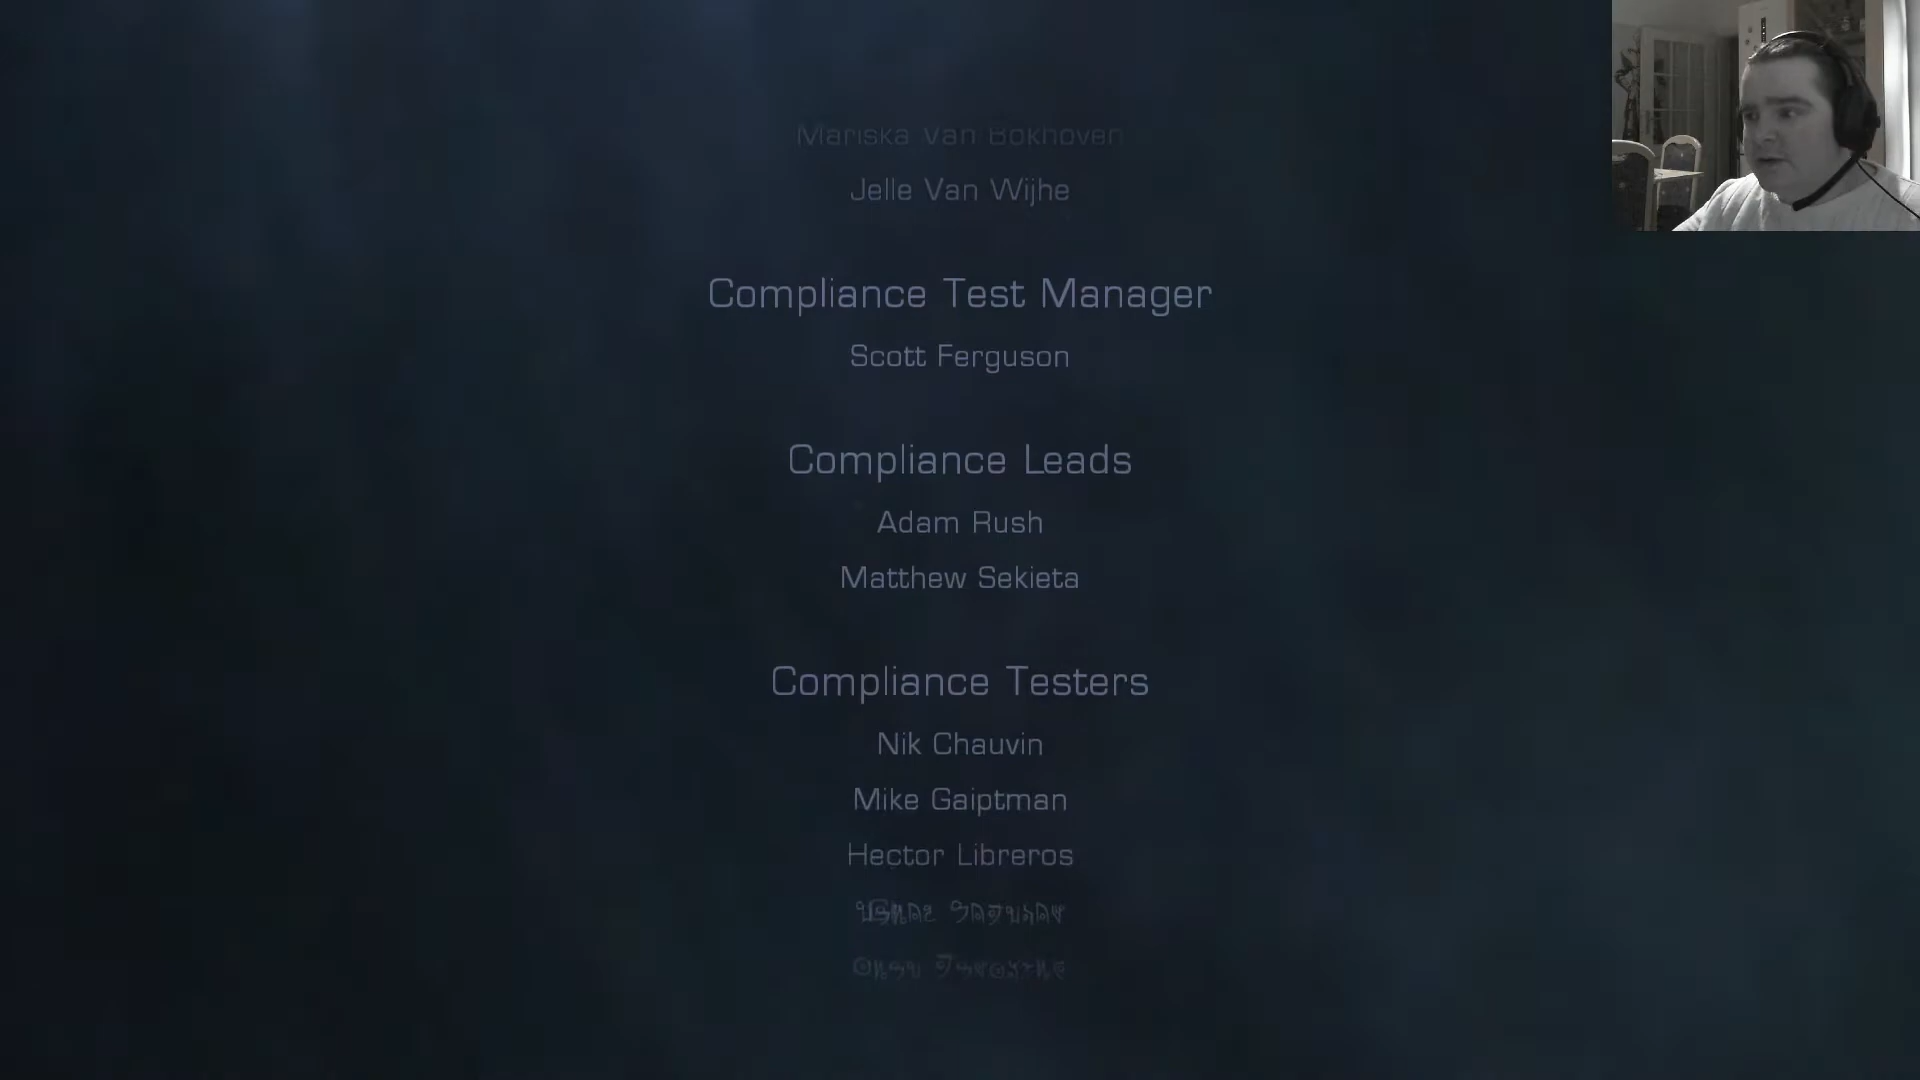 Mariska Van Bokhoven
Jelle Van Wijhe
Compliance Test Manager
Scott Ferguson
Compliance Leads
Adam Rush
Matthew Sekieta
Compliance Testers
Nik Chauvin
Mike Gaiptman
Hector Libreros